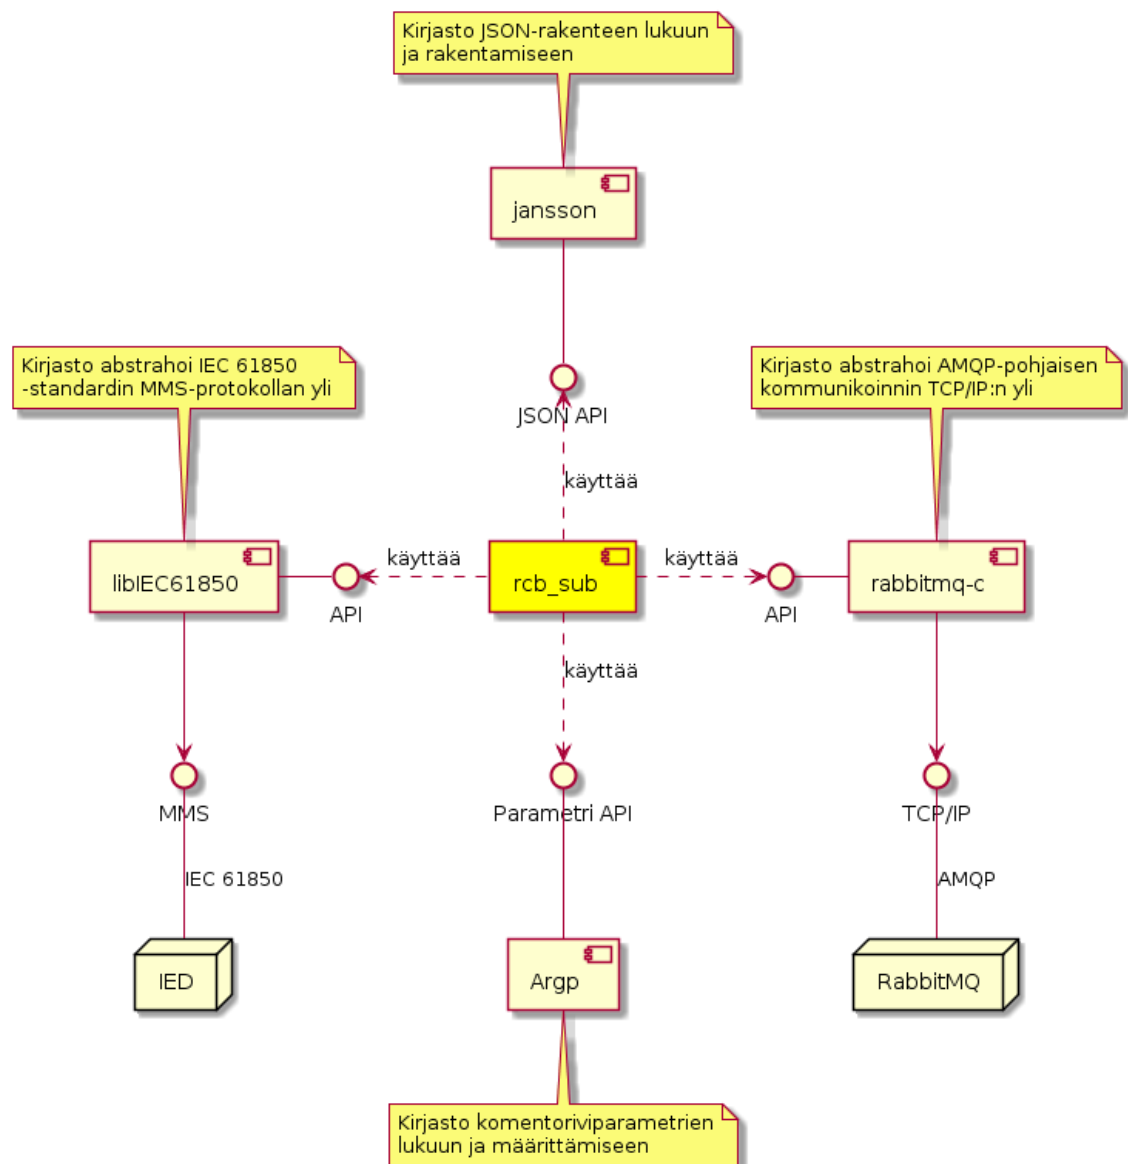 Kirjasto JSON-rakenteen lukuun
ja rakentamiseen
jansson
JSON API
käyttää
Kirjasto abstrahoi IEC 61850
-standardin MMS-protokollan yli
Kirjasto abstrahoi AMQP-pohjaisen
kommunikoinnin TCP/IP:n yli
libIEC61850
API
käyttää
rcb_sub
käyttää
API
rabbitmq-c
käyttää
MMS
Parametri API
TCP/IP
IEC 61850
AMQP
IED
Argp
RabbitMQ
Kirjasto komentoriviparametrien
lukuun ja määrittämiseen